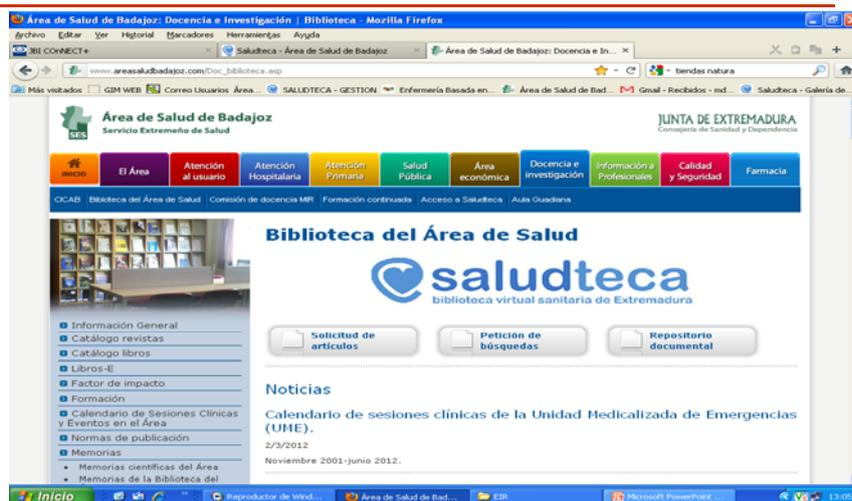 Área de Salud de Badajoz: Docencia e Investigación | Biblioteca - Mozilla Firefox
Archivo Editar Ver Historial Marcadores Herramientas Ayuda
JBI COnNECT+
Saludteca - Área de Salud de Badajoz
Área de Salud de Badajoz: Docencia e In...
www.areasaludbadajoz.com/Doc_biblioteca.asp
tiendas natura
Más visitados GIM WEB Correo Usuarios Área... SALUDTECA - GESTION Enfermería Basada en... Área de Salud de Bad... Gmail - Recibidos - md... Saludteca - Galería de...
SES
Área de Salud de Badajoz
Servicio Extremeño de Salud
JUNTA DE EXTREMADURA
Consejería de Sanidad y Dependencia
INICIO
El Área
Atención al usuario
Atención Hospitalaria
Atención Primaria
Salud Pública
Área económica
Docencia e investigación
Información a Profesionales
Calidad y Seguridad
Farmacia
CICAB Biblioteca del Área de Salud Comisión de docencia MIR Formación continuada Acceso a Saludteca Aula Guadiana
Biblioteca del Área de Salud
saludteca
biblioteca virtual sanitaria de Extremadura
Información General
Catálogo revistas
Catálogo libros
Libros-E
Factor de impacto
Formación
Calendario de Sesiones Clínicas
y Eventos en el Área
Normas de publicación
Memorias
Memorias científicas del Área
Memorias de la Biblioteca del
Solicitud de
artículos
Petición de
búsquedas
Repositorio
documental
Noticias
Calendario de sesiones clínicas de la Unidad Medicalizada de Emergencias
(UME).
2/3/2012
Noviembre 2001-junio 2012.
Inicio
Reproductor de Wind...
Área de Salud de Bad...
EIR
Microsoft PowerPoint ...
13:05